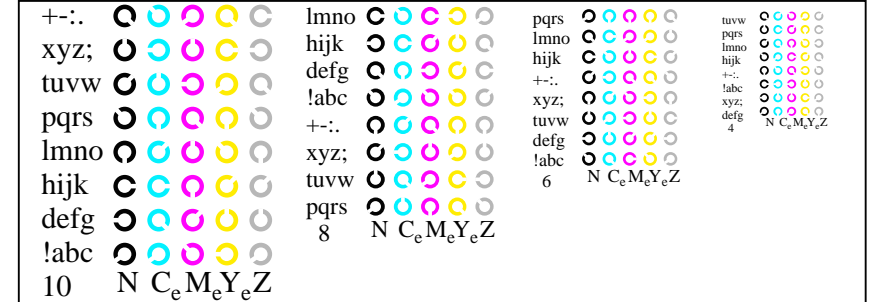 +-:.
xyz;
tuvw
pqrs
lmno
hijk
defg
!abc
10 N CeMeYeZ
lmno
hijk
defg
!abc
+-:.
xyz;
tuvw
pqrs
8 N CeMeYeZ
pqrs
lmno
hijk
+-:.
xyz;
tuvw
defg
!abc
6 N CeMeYeZ
tuvw
pqrs
lmno
hijk
+-:.
!abc
xyz;
defg
4 N CeMeYeZ